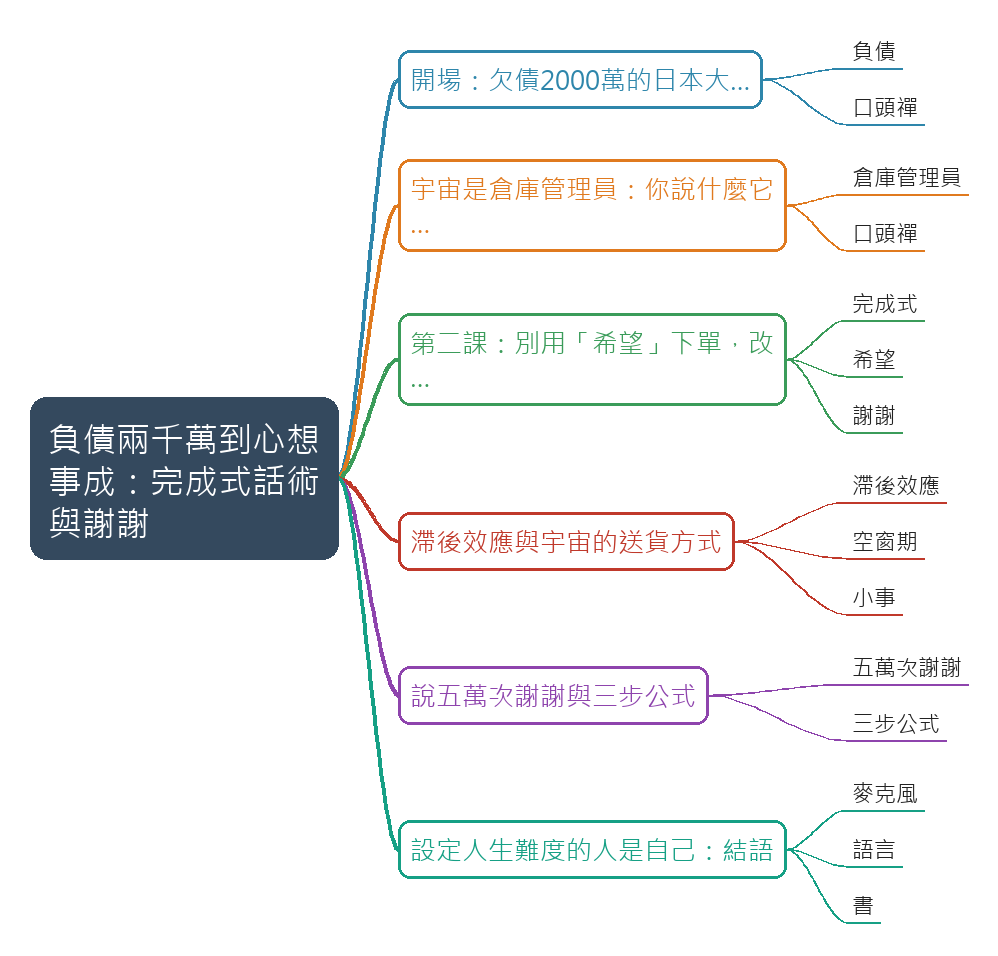 負債兩千萬到心想
事成：完成式話術
與謝謝
開場：欠債2000萬的日本大...
負債
口頭禪
宇宙是倉庫管理員：你說什麼它
...
倉庫管理員
口頭禪
第二課：別用「希望」下單，改
...
完成式
希望
謝謝
滯後效應與宇宙的送貨方式
滯後效應
空窗期
小事
說五萬次謝謝與三步公式
五萬次謝謝
三步公式
設定人生難度的人是自己：結語
麥克風
語言
書